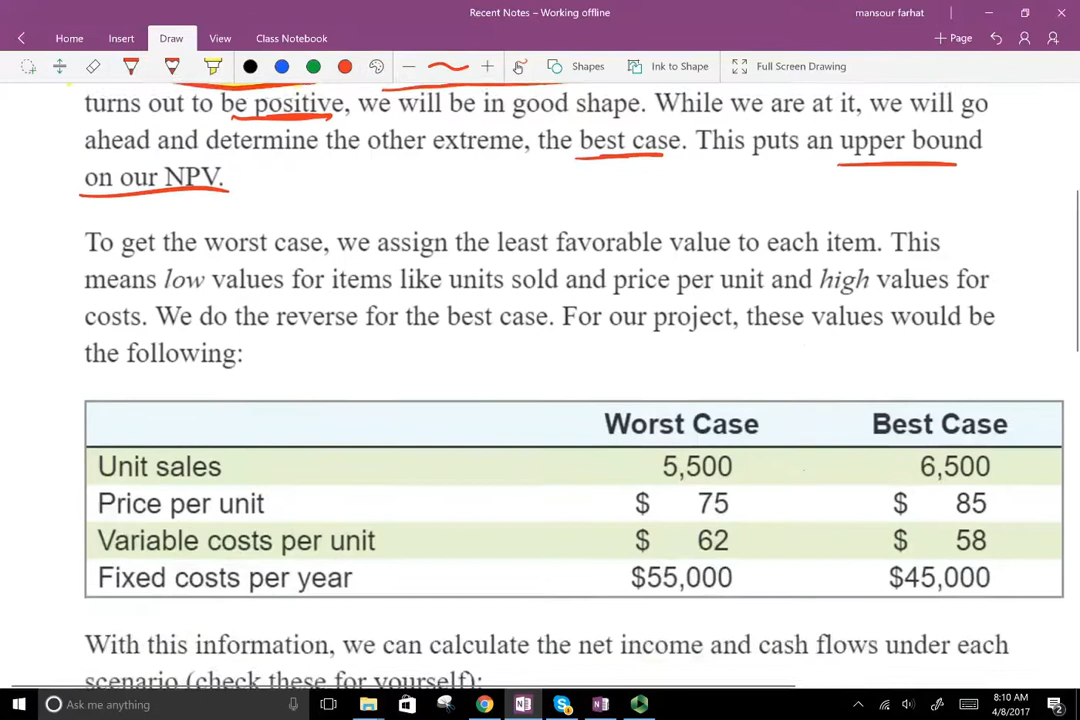 Recent Notes – Working offline
mansour farhat
Home Insert Draw View Class Notebook
Page
Shapes Ink to Shape Full Screen Drawing
turns out to be positive, we will be in good shape. While we are at it, we will go
ahead and determine the other extreme, the best case. This puts an upper bound
on our NPV.
To get the worst case, we assign the least favorable value to each item. This
means low values for items like units sold and price per unit and high values for
costs. We do the reverse for the best case. For our project, these values would be
the following:
Worst Case Best Case
Unit sales 5,500 6,500
Price per unit $ 75 $ 85
Variable costs per unit $ 62 $ 58
Fixed costs per year $55,000 $45,000
With this information, we can calculate the net income and cash flows under each
scenario (check these for yourself):
Ask me anything
8:10 AM
4/8/2017
2